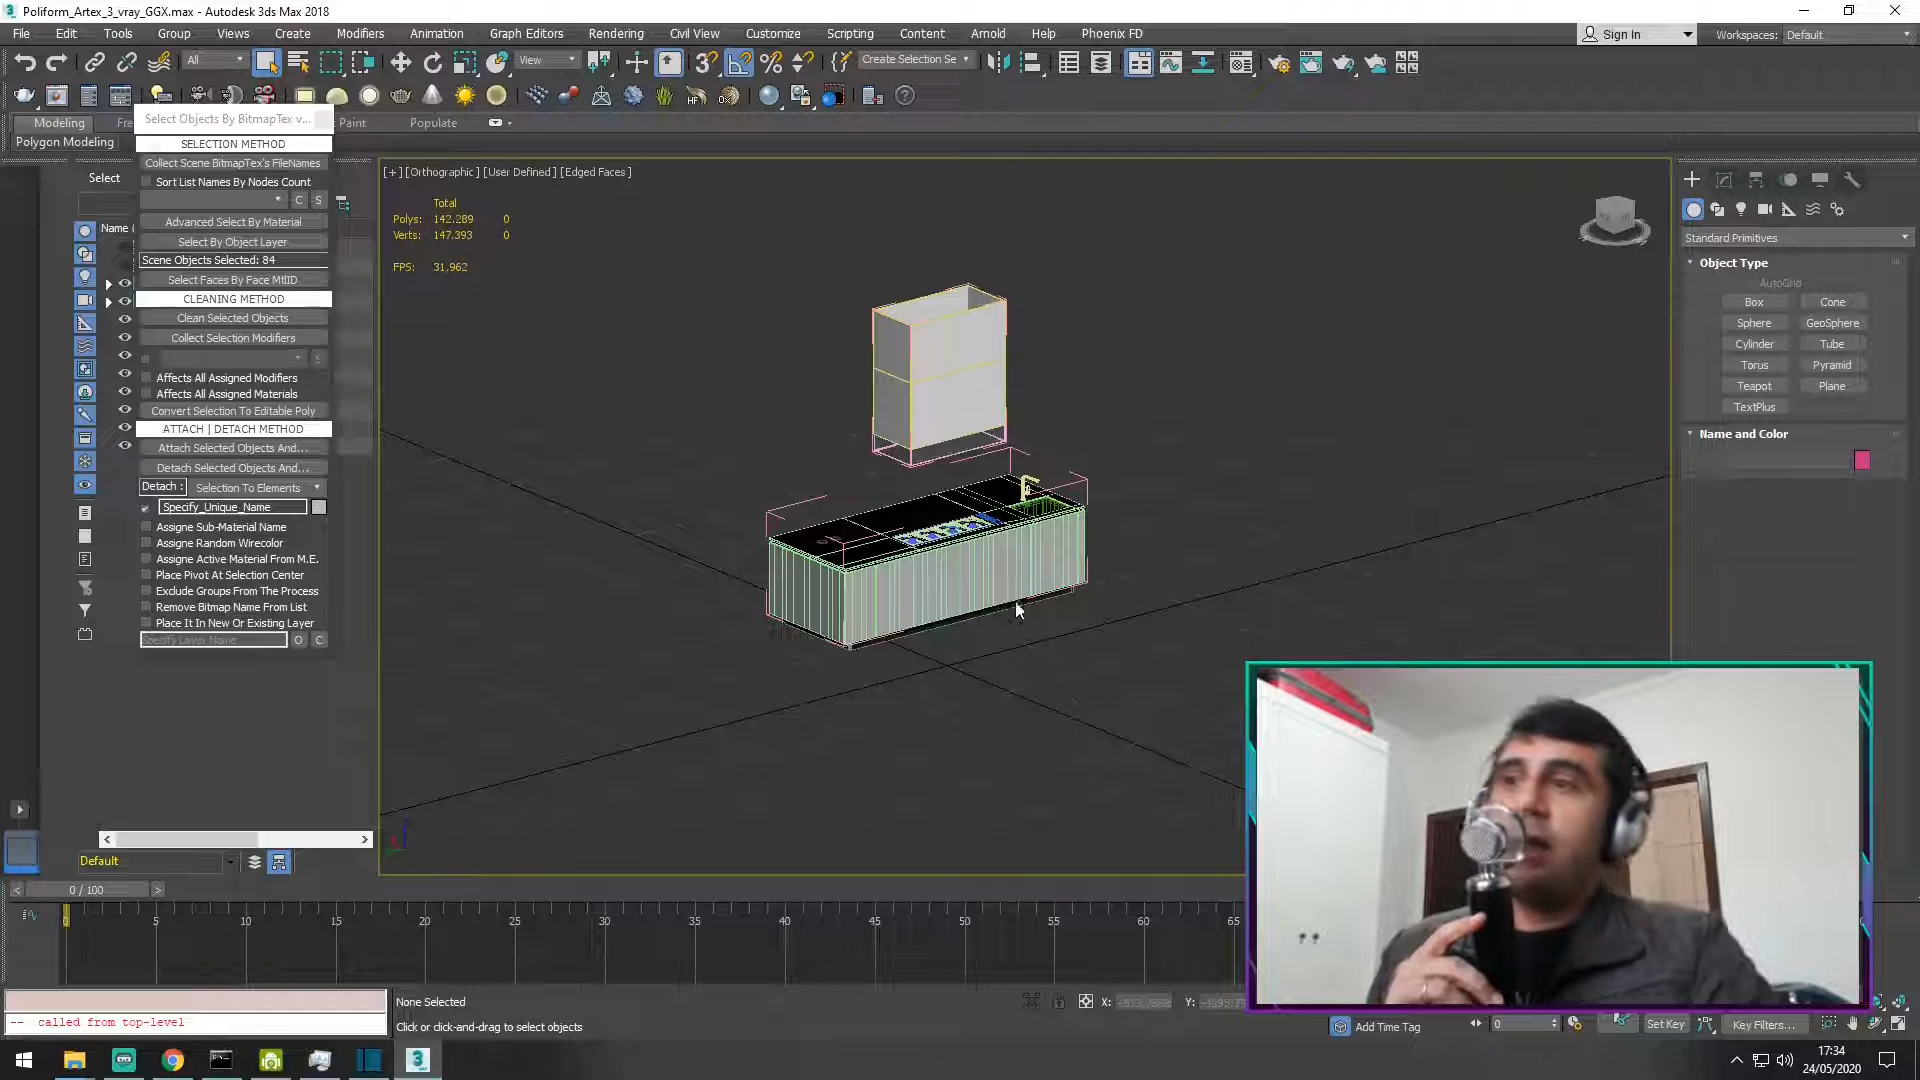 Poliform_Artex_3_vray_GGX.max - Autodesk 3ds Max 2018
File Edit Tools Group Views Create Modifiers Animation Graph Editors Rendering Civil View Customize Scripting Content Arnold Help Phoenix FD
Sign In Workspaces: Default
All View Create Selection Se
Modeling Fre Paint Populate
Polygon Modeling
Select
Name (
Select Objects By BitmapTex v...
SELECTION METHOD
Collect Scene BitmapTex's FileNames
Sort List Names By Nodes Count
C S
Advanced Select By Material
Select By Object Layer
Scene Objects Selected: 84
Select Faces By Face MtlID
CLEANING METHOD
Clean Selected Objects
Collect Selection Modifiers
Affects All Assigned Modifiers
Affects All Assigned Materials
Convert Selection To Editable Poly
ATTACH | DETACH METHOD
Attach Selected Objects And...
Detach Selected Objects And...
Detach : Selection To Elements
Specify_Unique_Name
Assigne Sub-Material Name
Assigne Random Wirecolor
Assigne Active Material From M.E.
Place Pivot At Selection Center
Exclude Groups From The Process
Remove Bitmap Name From List
Place It In New Or Existing Layer
Specify Layer Name O C
[+] [Orthographic] [User Defined] [Edged Faces]
Total
Polys: 142.289 0
Verts: 147.393 0
FPS: 31,962
Standard Primitives
Object Type
AutoGrid
Box Cone
Sphere GeoSphere
Cylinder Tube
Torus Pyramid
Teapot Plane
TextPlus
Name and Color
Default
0 / 100
0 5 10 15 20 25 30 35 40 45 50 55 60 65
-- called from top-level
None Selected
Click or click-and-drag to select objects
X: Y:
Add Time Tag
0
Set Key Key Filters...
17:34
24/05/2020